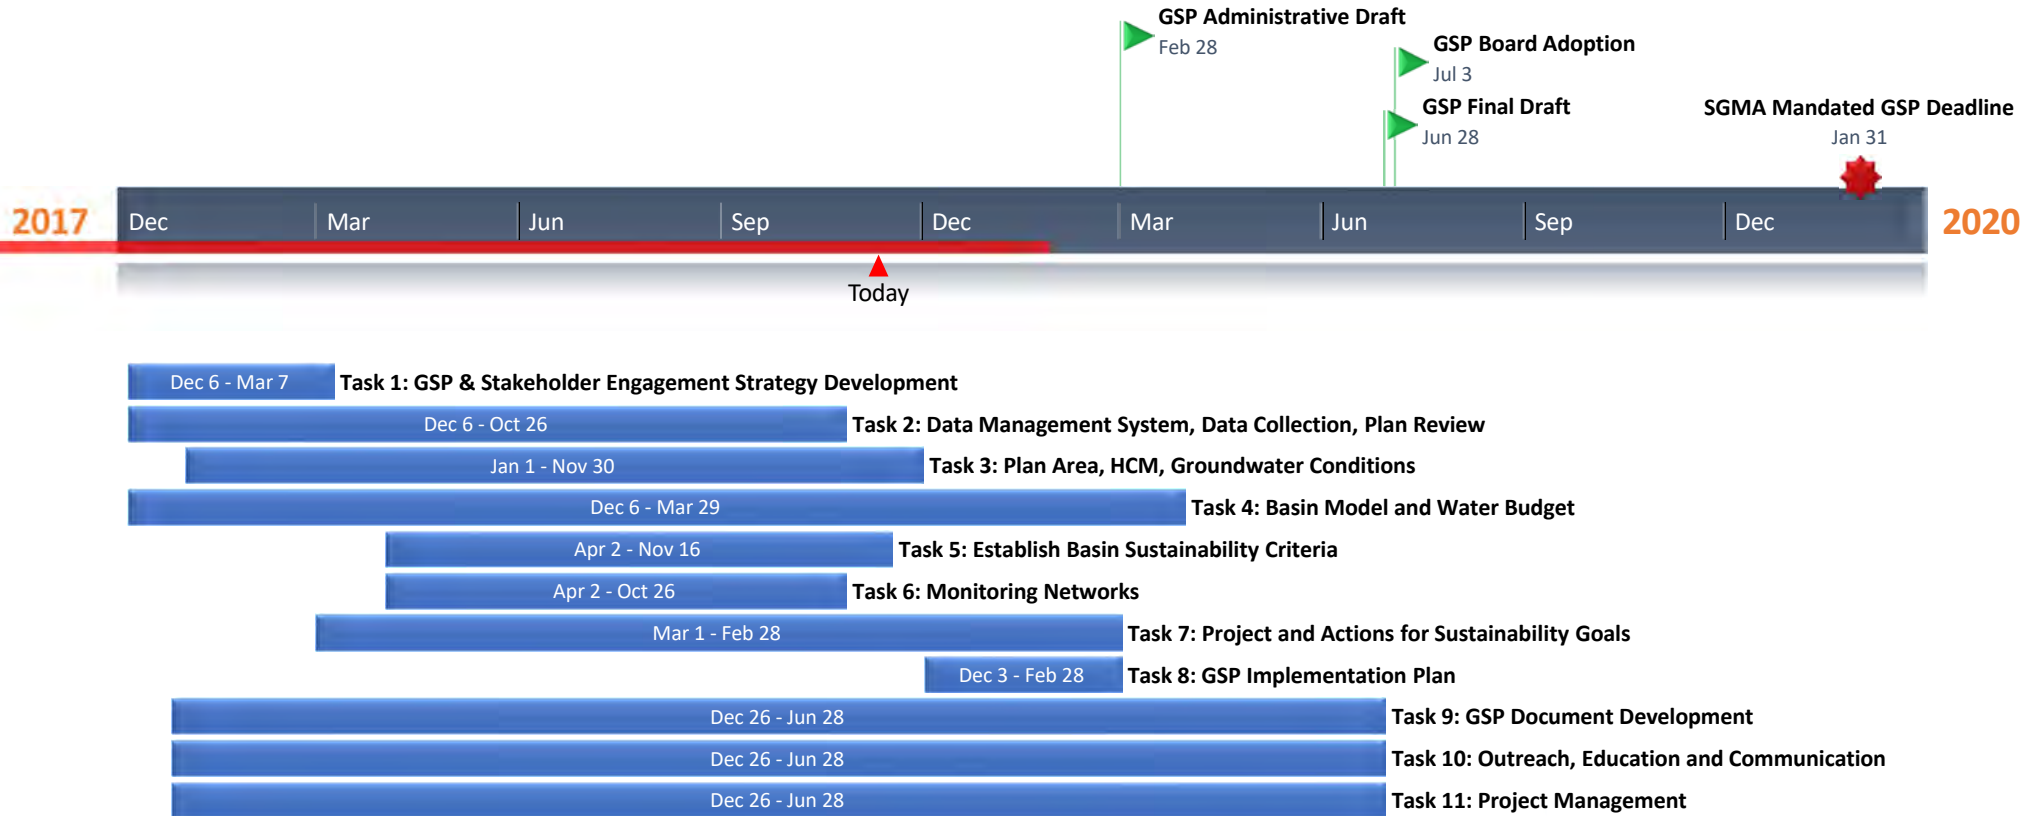 GSP Administrative Draft
Feb 28
GSP Board Adoption
Jul 3
GSP Final Draft
Jun 28
SGMA Mandated GSP Deadline
Jan 31
2017 Dec Mar Jun Sep Dec Mar Jun Sep Dec 2020
Today
Dec 6 - Mar 7 Task 1: GSP & Stakeholder Engagement Strategy Development
Dec 6 - Oct 26 Task 2: Data Management System, Data Collection, Plan Review
Jan 1 - Nov 30 Task 3: Plan Area, HCM, Groundwater Conditions
Dec 6 - Mar 29 Task 4: Basin Model and Water Budget
Apr 2 - Nov 16 Task 5: Establish Basin Sustainability Criteria
Apr 2 - Oct 26 Task 6: Monitoring Networks
Mar 1 - Feb 28 Task 7: Project and Actions for Sustainability Goals
Dec 3 - Feb 28 Task 8: GSP Implementation Plan
Dec 26 - Jun 28 Task 9: GSP Document Development
Dec 26 - Jun 28 Task 10: Outreach, Education and Communication
Dec 26 - Jun 28 Task 11: Project Management